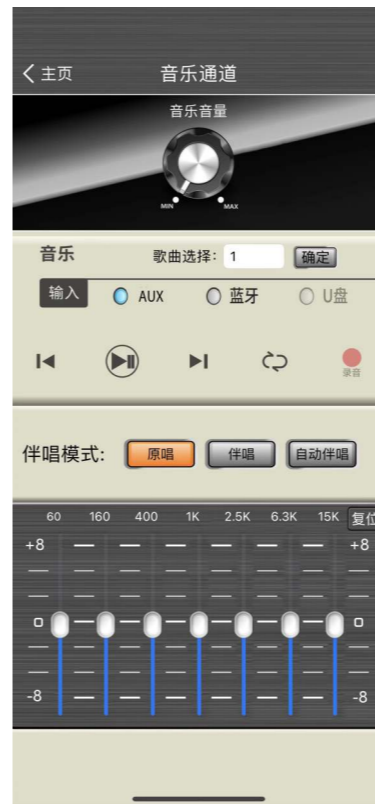 主页 音乐通道
音乐音量
MIN MAX
音乐 歌曲选择: 1 确定
输入 AUX 蓝牙 U盘
录音
伴唱模式: 原唱 伴唱 自动伴唱
60 160 400 1K 2.5K 6.3K 15K 复位
+8 +8
0 0
-8 -8